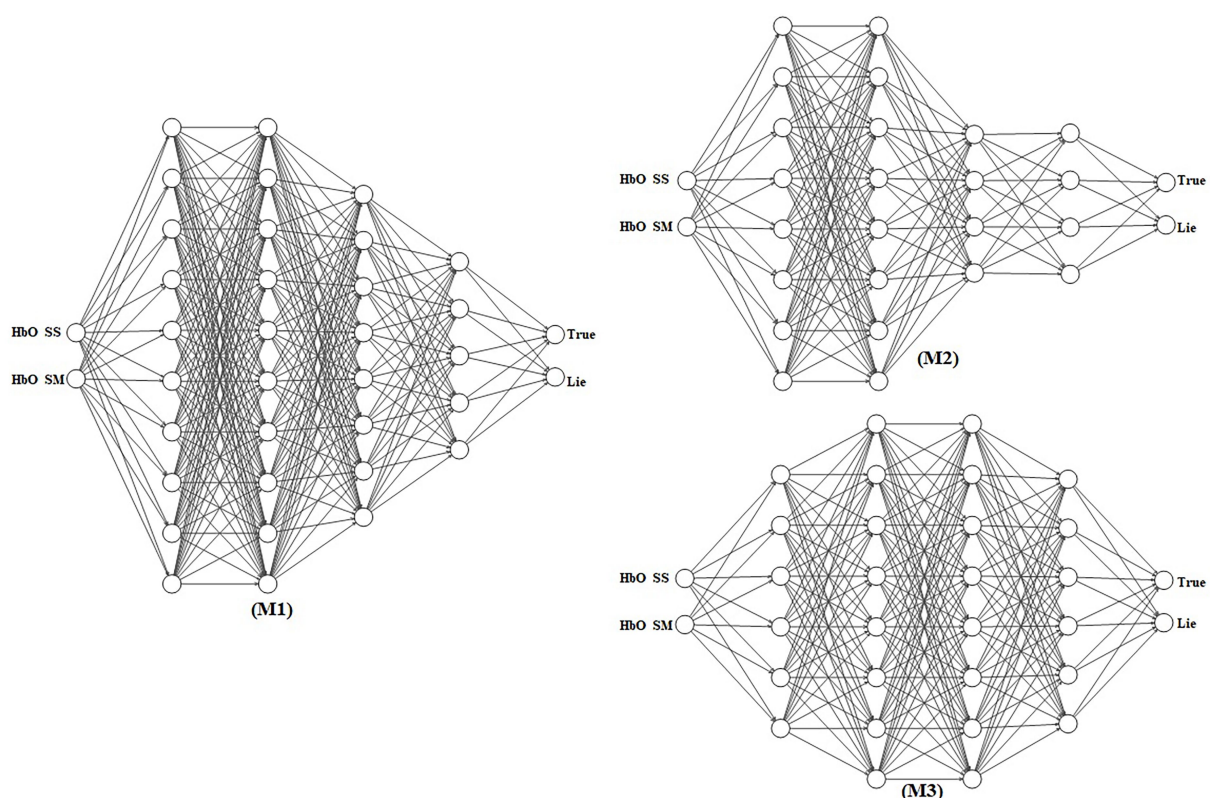 HbO SS
HbO SM
True
Lie
(M1)
HbO SS
HbO SM
True
Lie
(M2)
HbO SS
HbO SM
True
Lie
(M3)